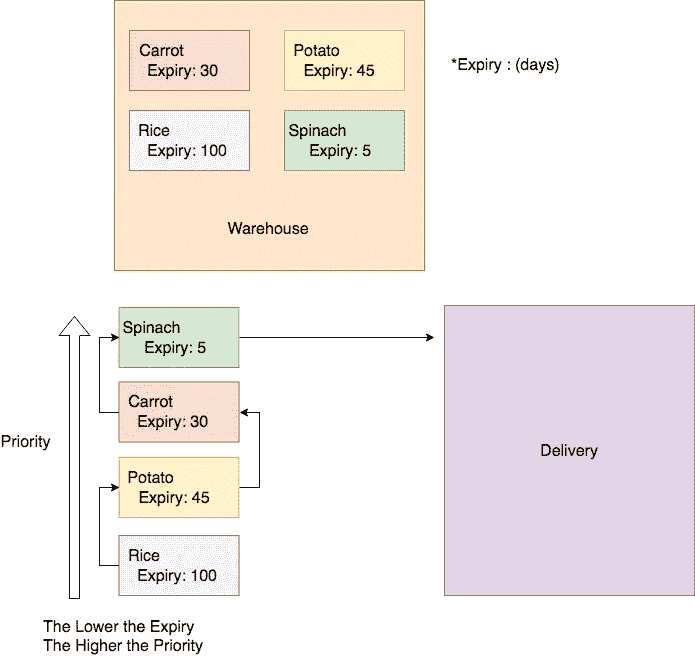 Carrot
Expiry: 30
Potato
Expiry: 45
*Expiry : (days)
Rice
Expiry: 100
Spinach
Expiry: 5
Warehouse
Spinach
Expiry: 5
Carrot
Expiry: 30
Priority
Delivery
Potato
Expiry: 45
Rice
Expiry: 100
The Lower the Expiry
The Higher the Priority